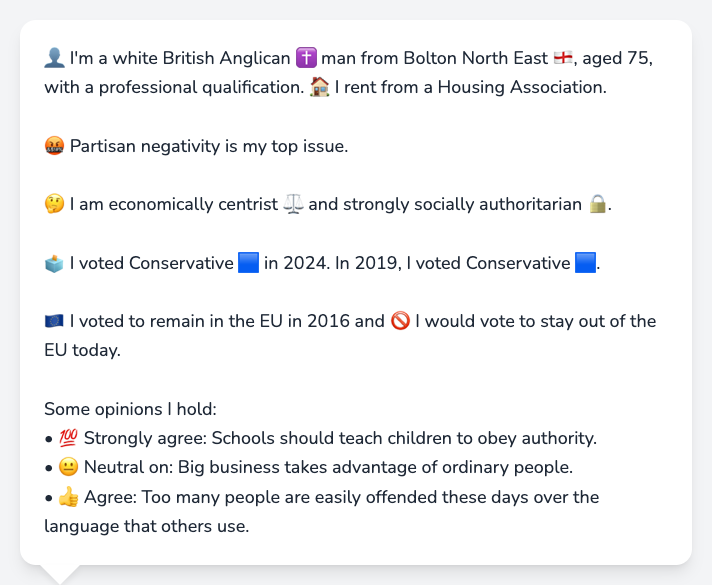 👤 I'm a white British Anglican ✝️ man from Bolton North East 🏴󠁧󠁢󠁥󠁮󠁧󠁿, aged 75,
with a professional qualification. 🏠 I rent from a Housing Association.
🤬 Partisan negativity is my top issue.
🤔 I am economically centrist ⚖️ and strongly socially authoritarian 🔒.
🗳️ I voted Conservative 🟦 in 2024. In 2019, I voted Conservative 🟦.
🇪🇺 I voted to remain in the EU in 2016 and 🚫 I would vote to stay out of the
EU today.
Some opinions I hold:
• 💯 Strongly agree: Schools should teach children to obey authority.
• 😐 Neutral on: Big business takes advantage of ordinary people.
• 👍 Agree: Too many people are easily offended these days over the
language that others use.